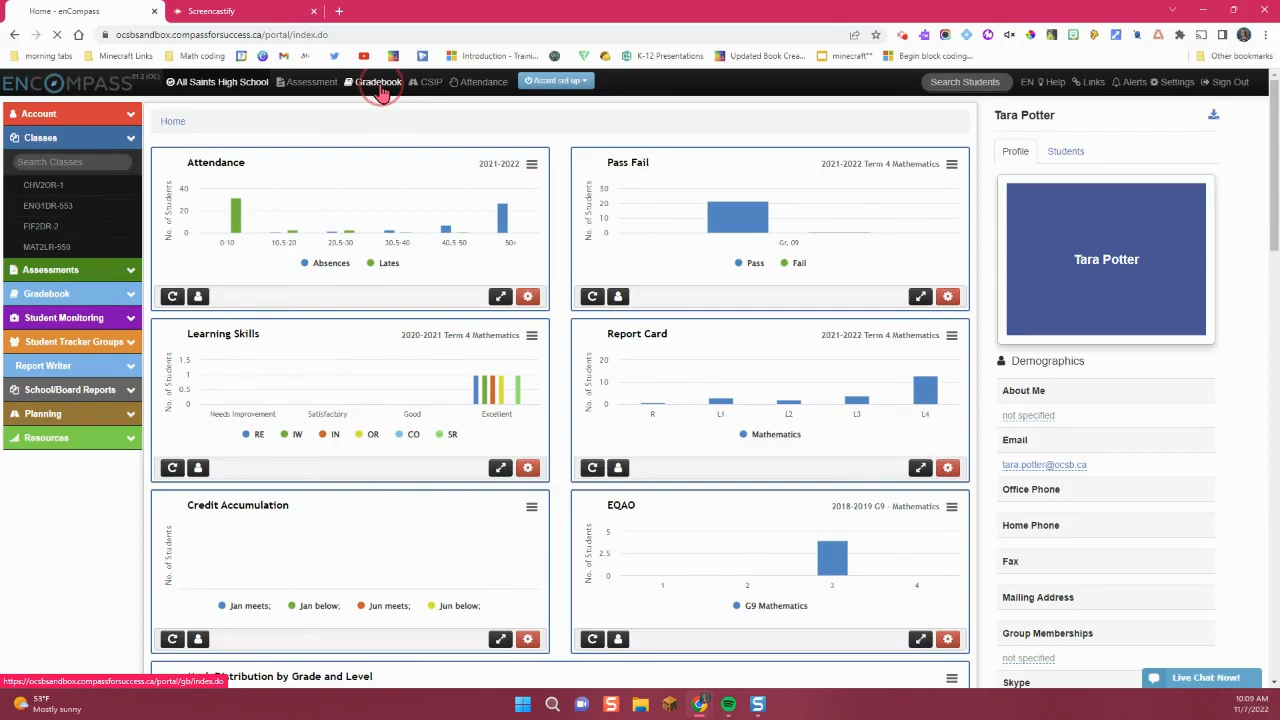 Home - enCompass
Screencastify
ocsbsandbox.compassforsuccess.ca/portal/index.do
morning tabs
Minecraft Links
Math coding
Introduction - Traini...
K-12 Presentations
Updated Book Crea...
minecraft**
Begin block coding...
Other bookmarks
ENCOMPASS
All Saints High School
Assessment
Gradebook
CSIP
Attendance
Search Students
EN
Help
Links
Alerts
Settings
Sign Out
Account
Classes
Search Classes
CHV2OR-1
ENG1DR-553
FIF2DR-2
MAT2LR-550
Assessments
Gradebook
Student Monitoring
Student Tracker Groups
Report Writer
School/Board Reports
Planning
Resources
Home
Attendance
2021-2022
No. of Students
40
20
0
0-10
10.5-20
20.5-30
30.5-40
40.5-50
50+
Absences
Lates
Pass Fail
2021-2022 Term 4 Mathematics
No. of Students
30
20
10
0
Gr. 09
Pass
Fail
Learning Skills
2020-2021 Term 4 Mathematics
No. of Students
1.5
1
0.5
0
Needs Improvement
Satisfactory
Good
Excellent
RE
IW
IN
OR
CO
SR
Report Card
2021-2022 Term 4 Mathematics
No. of Students
20
10
0
R
L1
L2
L3
L4
Mathematics
Credit Accumulation
No. of Students
Jan meets;
Jan below;
Jun meets;
Jun below;
EQAO
2018-2019 G9 - Mathematics
No. of Students
5
2.5
0
1
2
3
4
G9 Mathematics
Distribution by Grade and Level
Tara Potter
Profile
Students
Tara Potter
Demographics
About Me
not specified
Email
tara.potter@ocsb.ca
Office Phone
Home Phone
Fax
Mailing Address
Group Memberships
not specified
Skype
Live Chat Now!
https://ocsbsandbox.compassforsuccess.ca/portal/gb/index.do
53°F
Mostly sunny
10:09 AM
11/7/2022